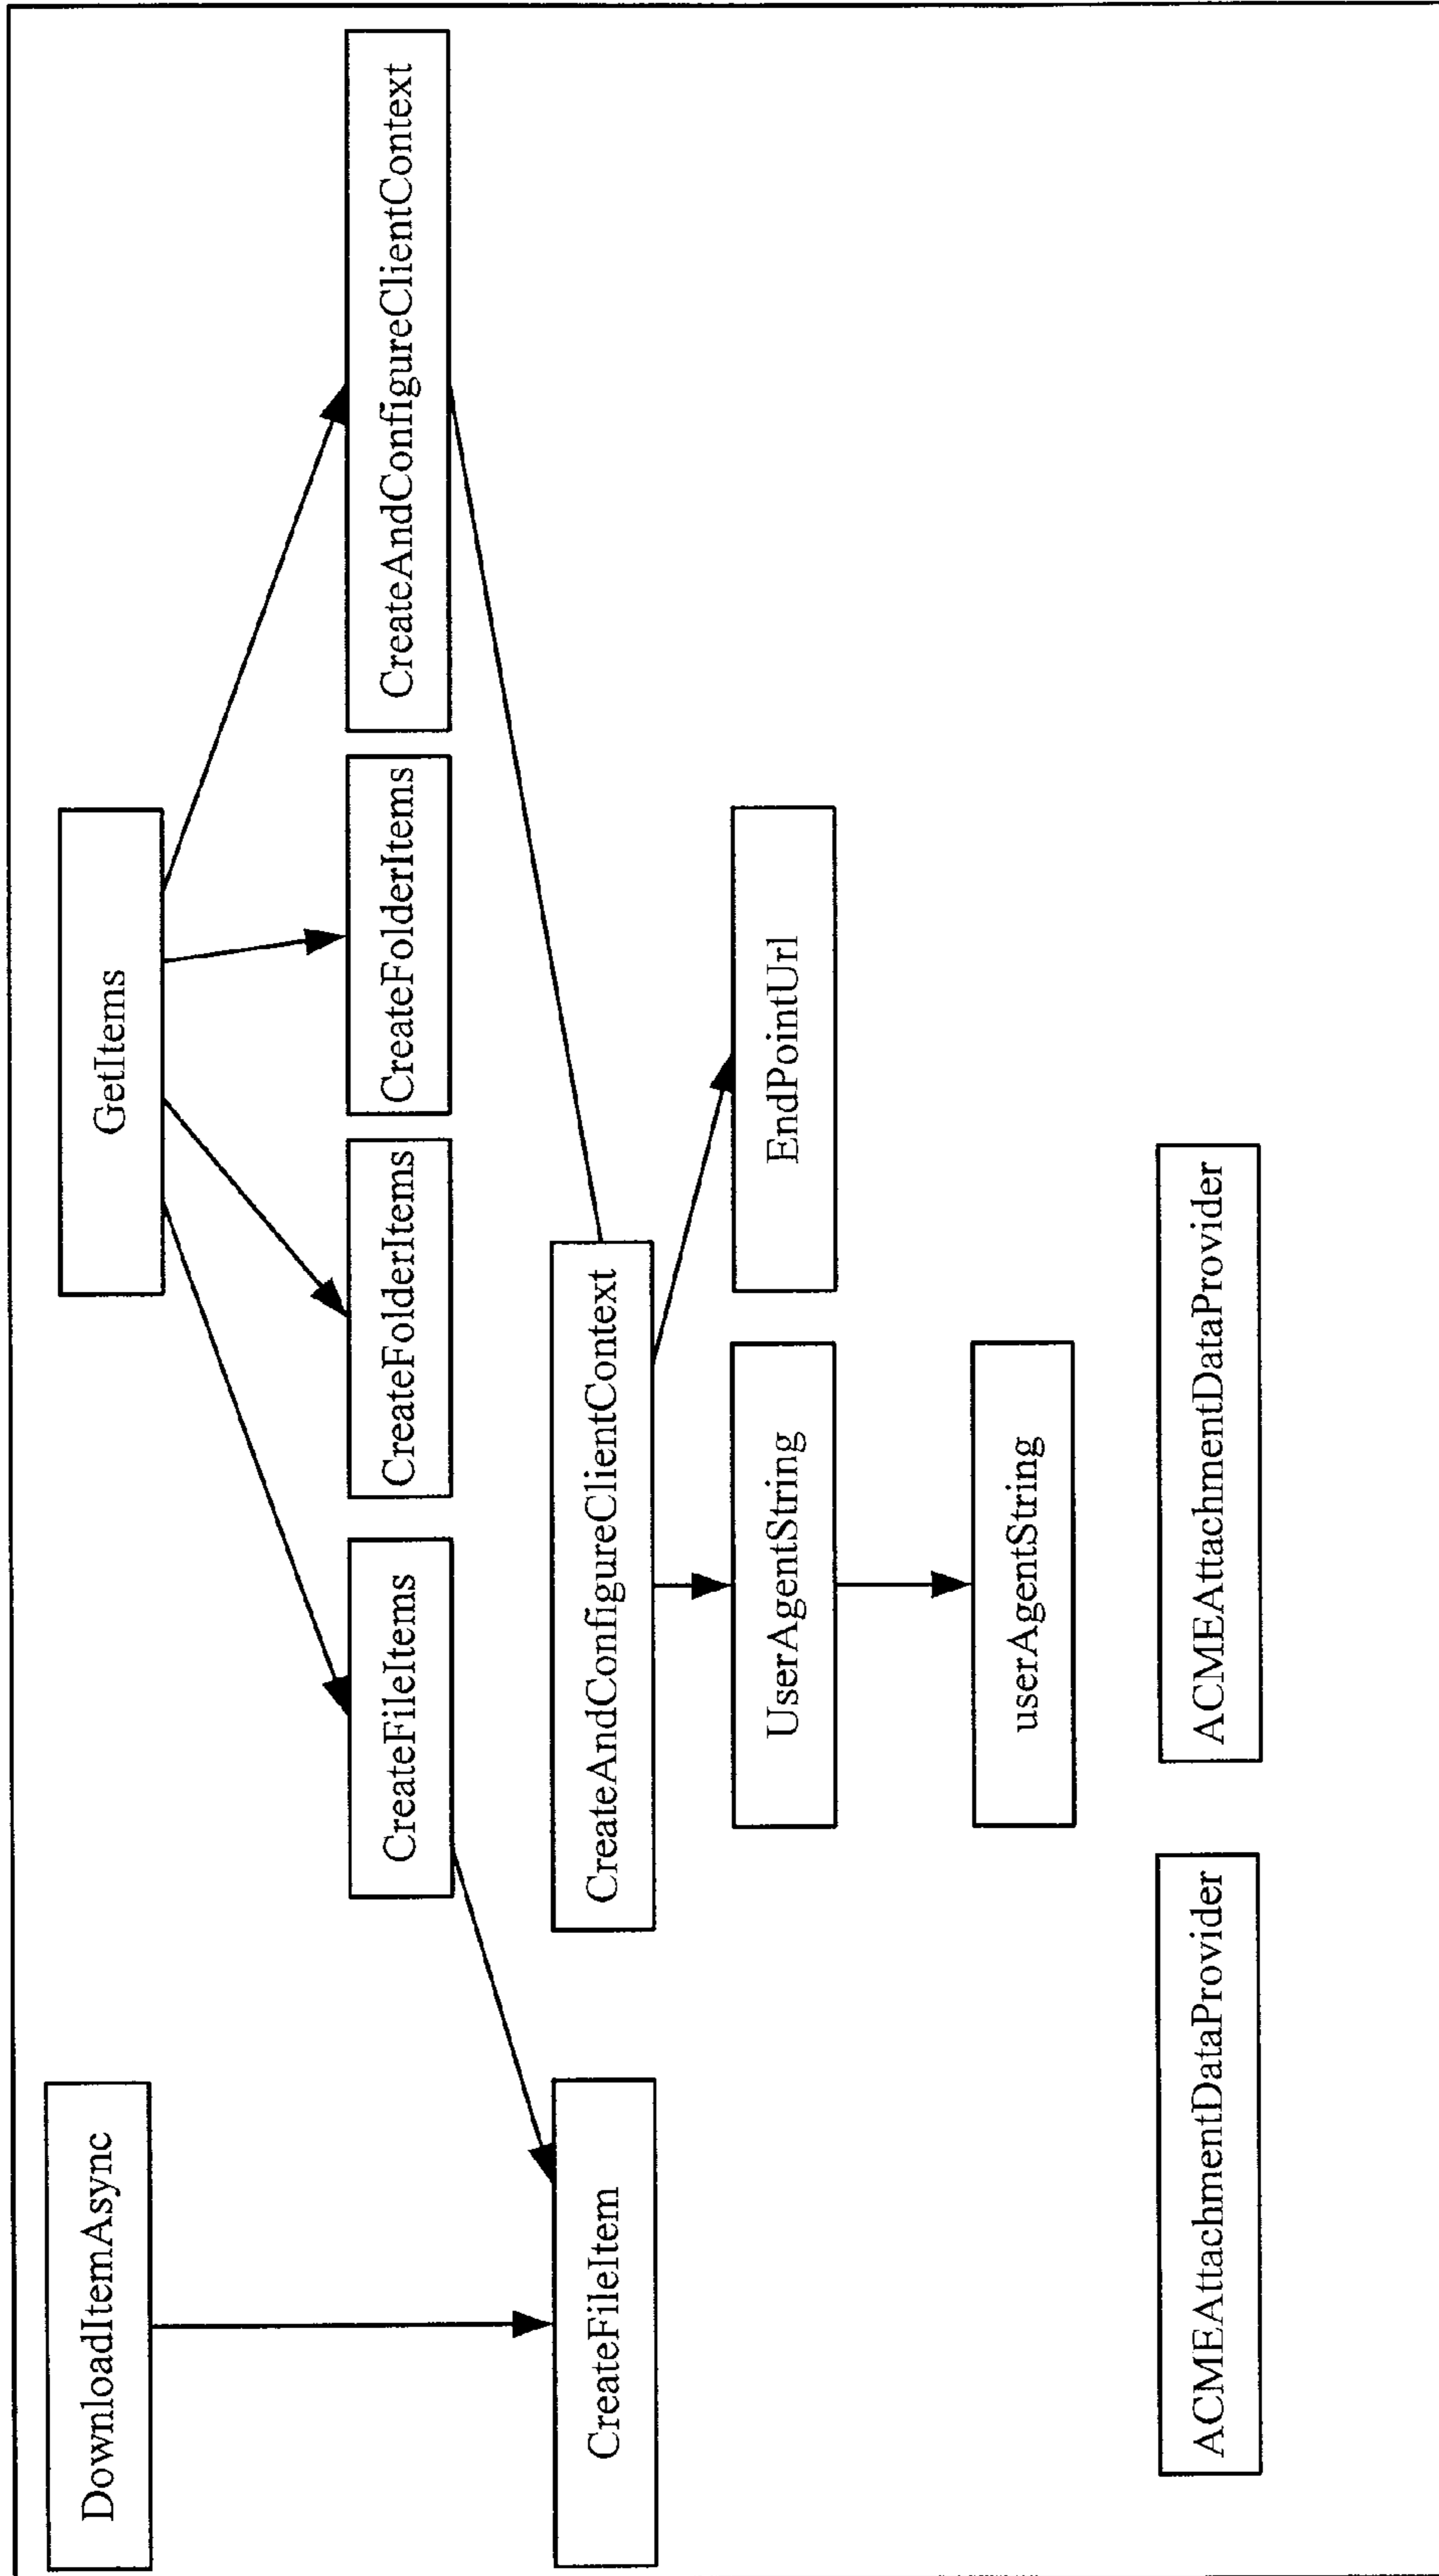 DownloadItemAsync
GetItems
CreateFileItems
CreateFolderItems
CreateFolderItems
CreateAndConfigureClientContext
CreateFileItem
CreateAndConfigureClientContext
UserAgentString
EndPointUrl
userAgentString
ACMEAttachmentDataProvider
ACMEAttachmentDataProvider